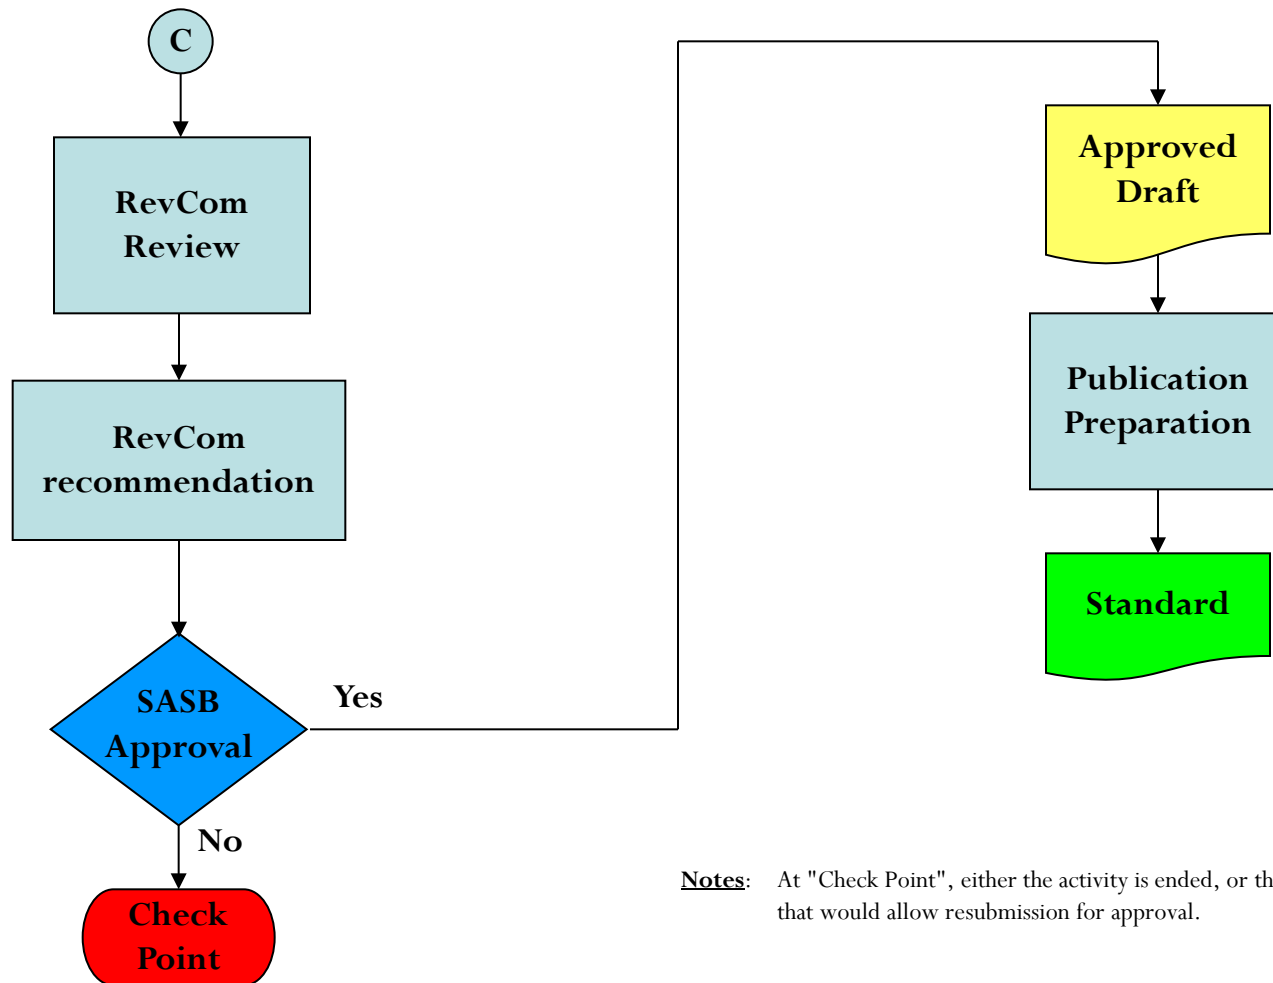 C
RevCom
Review
RevCom
recommendation
SASB
Approval
Yes
No
Check
Point
Approved
Draft
Publication
Preparation
Standard
Notes: At "Check Point", either the activity is ended, or th
that would allow resubmission for approval.